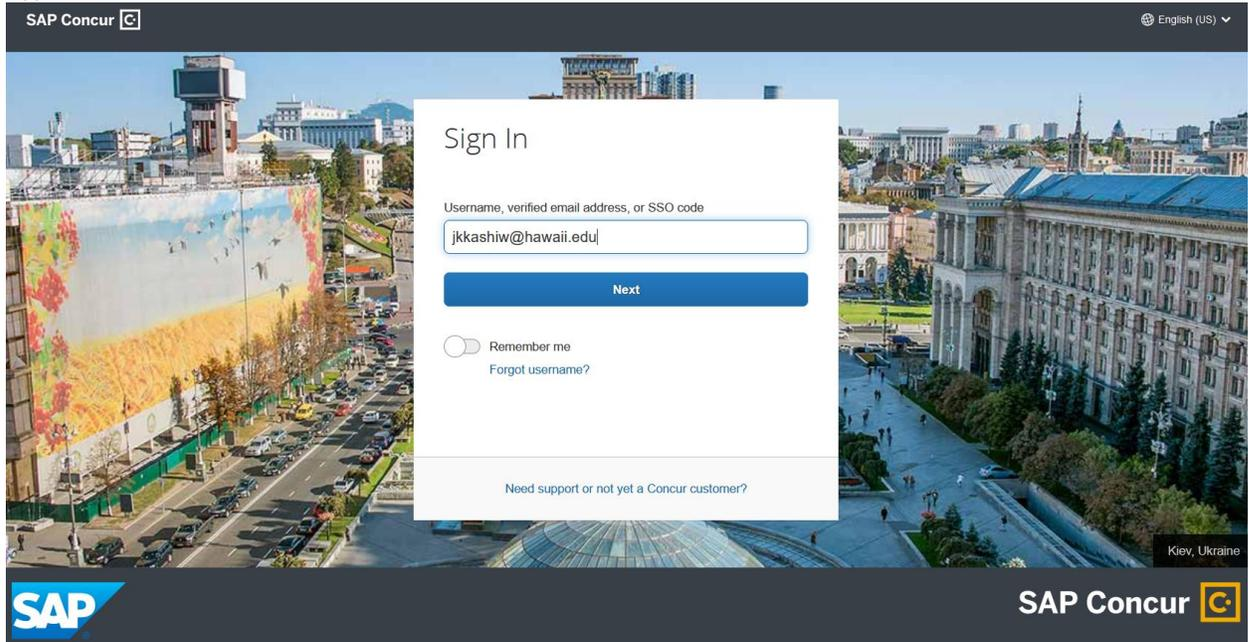 SAP Concur C
English (US)
Sign In
Username, verified email address, or SSO code
jkkashiw@hawaii.edu
Next
Remember me
Forgot username?
Need support or not yet a Concur customer?
Kiev, Ukraine
SAP
SAP Concur C